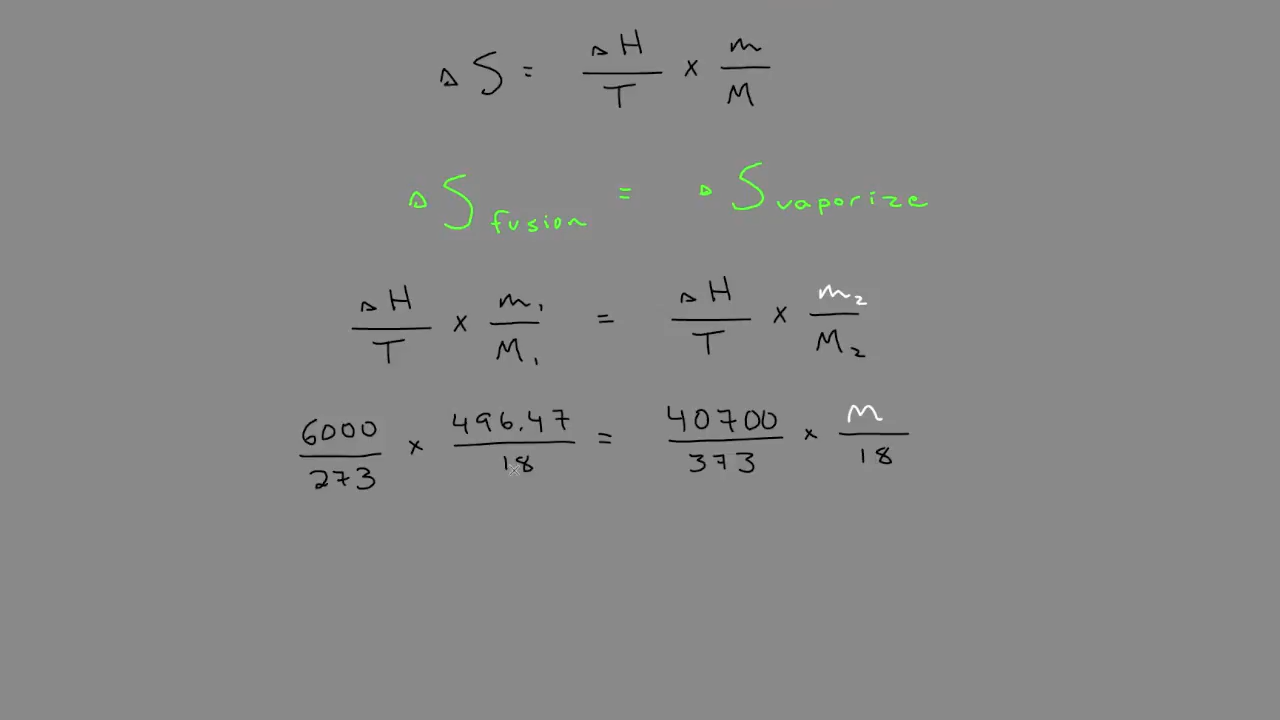 ΔS = ΔH/T × m/M
ΔS fusion = ΔS vaporize
ΔH/T × m₁/M₁ = ΔH/T × m₂/M₂
6000/273 × 496.47/18 = 40700/373 × m/18